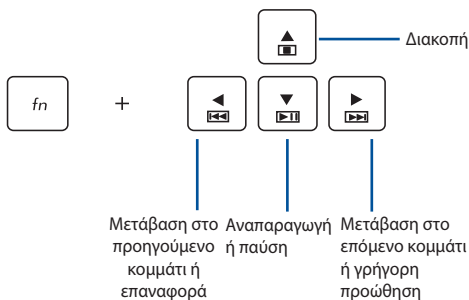 Διακοπή
fn +
Μετάβαση στο
προηγούμενο
κομμάτι ή
επαναφορά
Αναπαραγωγή
ή παύση
Μετάβαση στο
επόμενο κομμάτι
ή γρήγορη
προώθηση